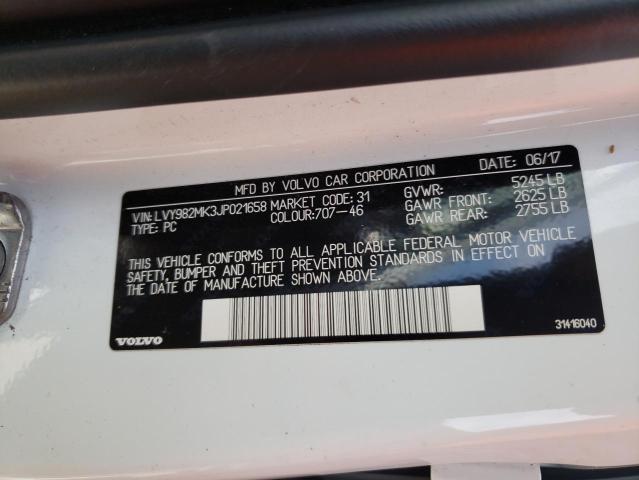 MFD BY VOLVO CAR CORPORATION DATE: 06/17
VIN: LVY982MK3JP021658 MARKET CODE: 31 GVWR: 5245 LB
TYPE: PC COLOUR: 707-46 GAWR FRONT: 2625 LB
GAWR REAR: 2755 LB
THIS VEHICLE CONFORMS TO ALL APPLICABLE FEDERAL MOTOR VEHICLE
SAFETY, BUMPER AND THEFT PREVENTION STANDARDS IN EFFECT ON
THE DATE OF MANUFACTURE SHOWN ABOVE.
VOLVO 31416040